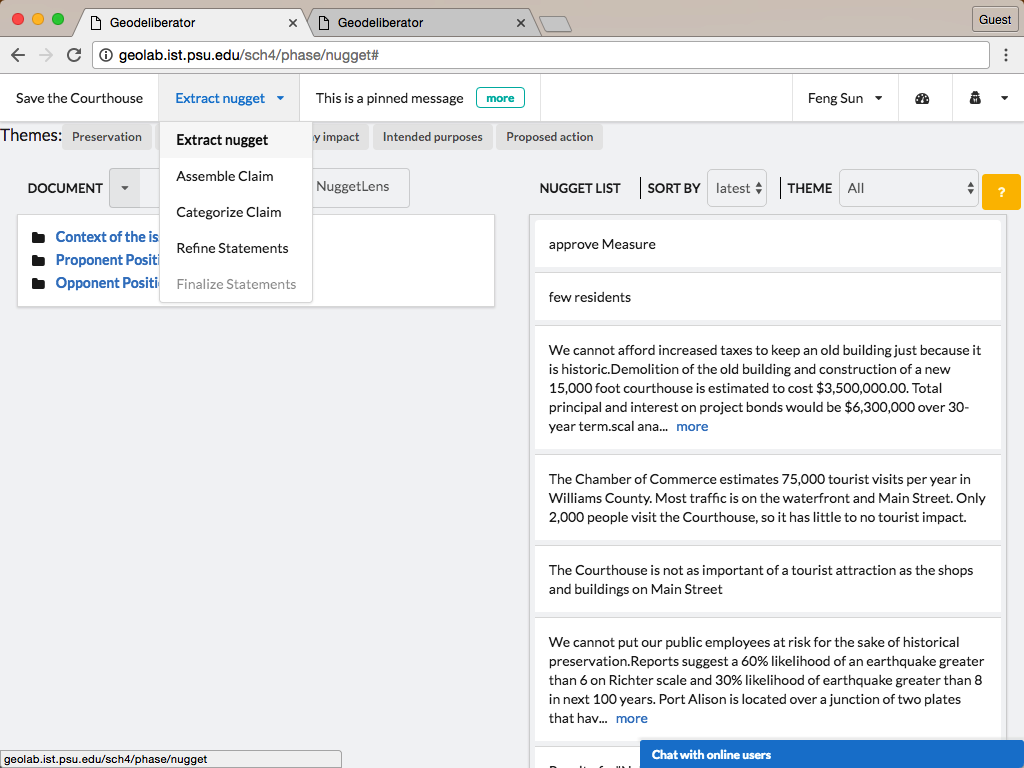 Geodeliberator
Geodeliberator
Guest
geolab.ist.psu.edu/sch4/phase/nugget#
Save the Courthouse
Extract nugget
This is a pinned message
more
Feng Sun
Themes:
Preservation
y impact
Intended purposes
Proposed action
Extract nugget
Assemble Claim
Categorize Claim
Refine Statements
Finalize Statements
DOCUMENT
NuggetLens
Context of the is
Proponent Positi
Opponent Positi
NUGGET LIST
SORT BY
latest
THEME
All
?
approve Measure
few residents
We cannot afford increased taxes to keep an old building just because it
is historic.Demolition of the old building and construction of a new
15,000 foot courthouse is estimated to cost $3,500,000.00. Total
principal and interest on project bonds would be $6,300,000 over 30-
year term.scal ana... more
The Chamber of Commerce estimates 75,000 tourist visits per year in
Williams County. Most traffic is on the waterfront and Main Street. Only
2,000 people visit the Courthouse, so it has little to no tourist impact.
The Courthouse is not as important of a tourist attraction as the shops
and buildings on Main Street
We cannot put our public employees at risk for the sake of historical
preservation.Reports suggest a 60% likelihood of an earthquake greater
than 6 on Richter scale and 30% likelihood of earthquake greater than 8
in next 100 years. Port Alison is located over a junction of two plates
that hav... more
Chat with online users
geolab.ist.psu.edu/sch4/phase/nugget